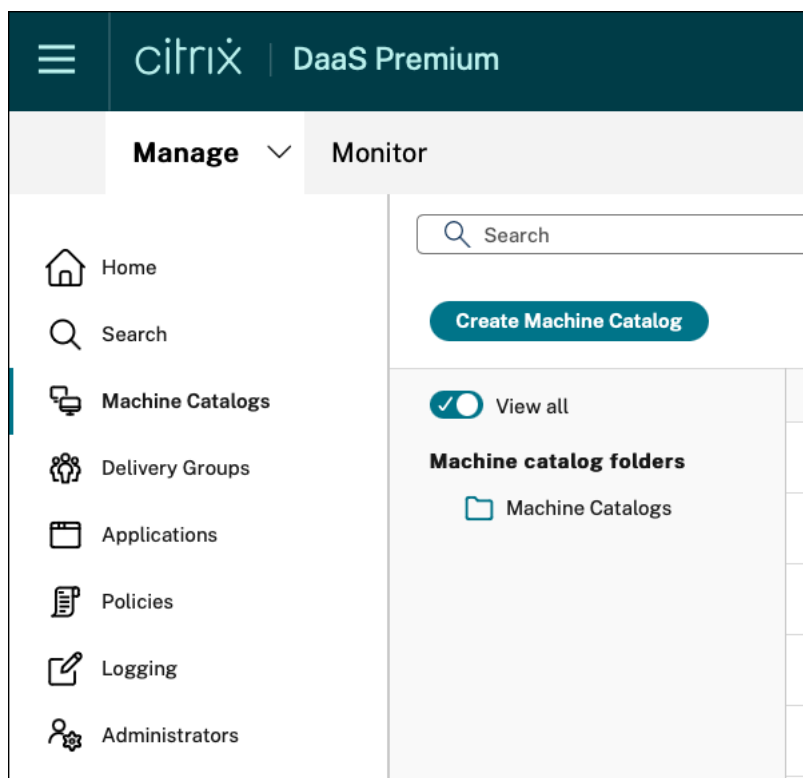 citrix DaaS Premium
Manage Monitor
Home
Search
Machine Catalogs
Delivery Groups
Applications
Policies
Logging
Administrators
Search
Create Machine Catalog
View all
Machine catalog folders
Machine Catalogs